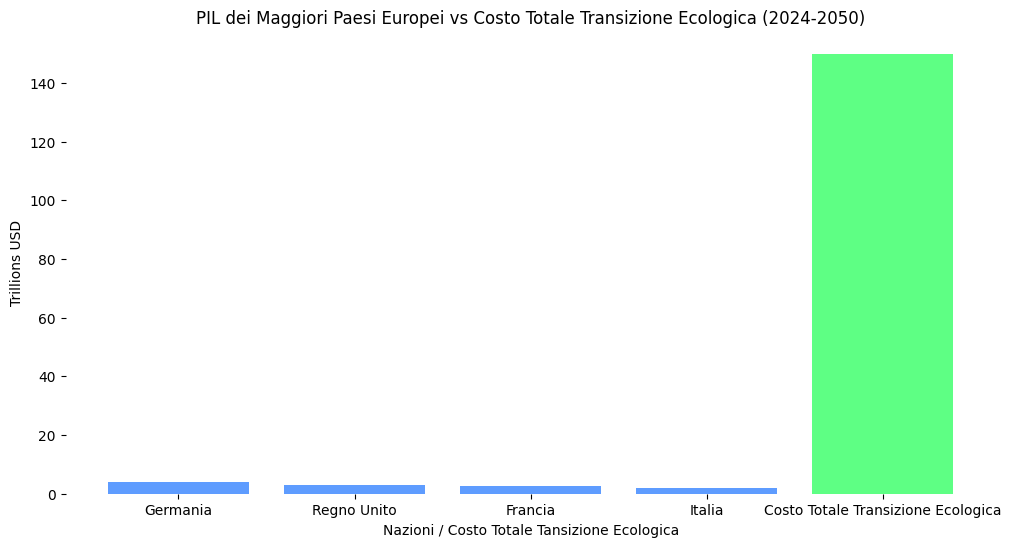 PIL dei Maggiori Paesi Europei vs Costo Totale Transizione Ecologica (2024-2050)
Trillions USD
140
120
100
80
60
40
20
0
Germania
Regno Unito
Francia
Italia
Costo Totale Transizione Ecologica
Nazioni / Costo Totale Tansizione Ecologica